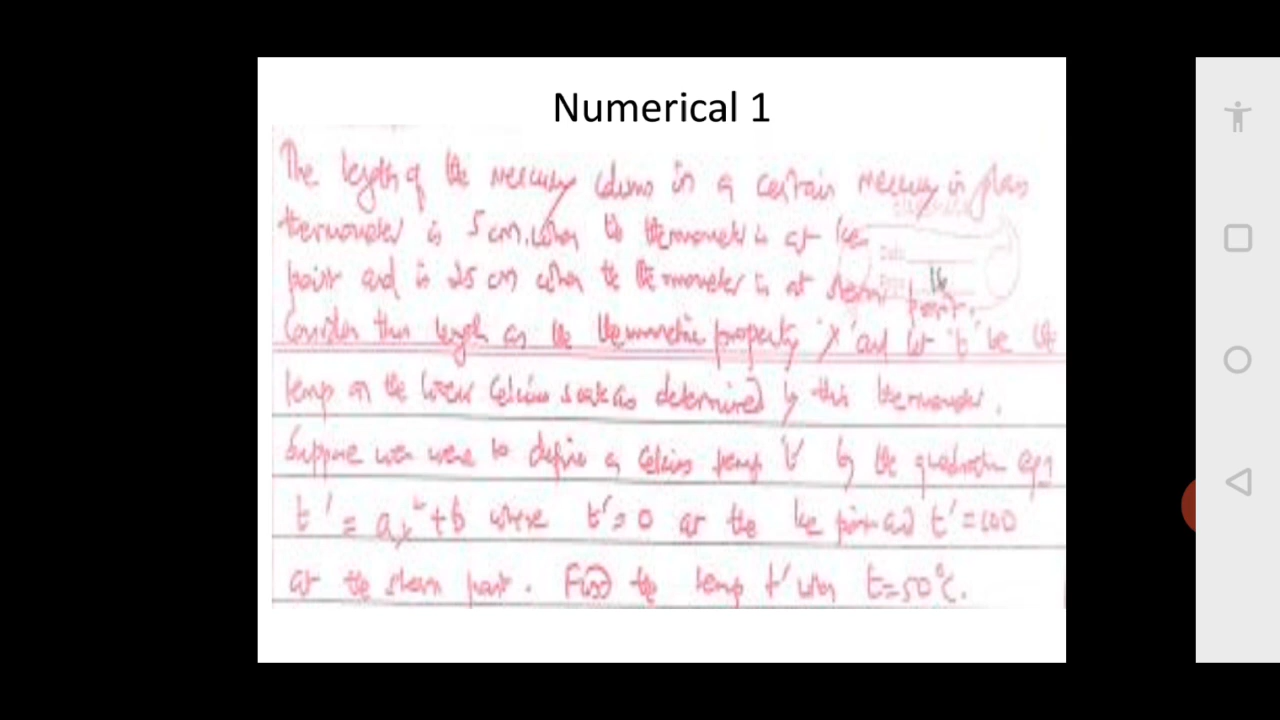 Numerical 1
The length of the mercury column in a certain mercury in glass
thermometer is 5 cm, when the thermometer is at Ice
16
point and is 25 cm when the thermometer is at steam point.
Consider this length as the thermometric property 'X' and let 't' be the
temp on the linear Celcius scale as determined by this thermometer.
Suppose were to define a Celcius temp t' by the quadratic eqn
t' = ax² + b where t' = 0 at the Ice point and t' = 100
at the steam point. Find the temp t' when t = 50°C.